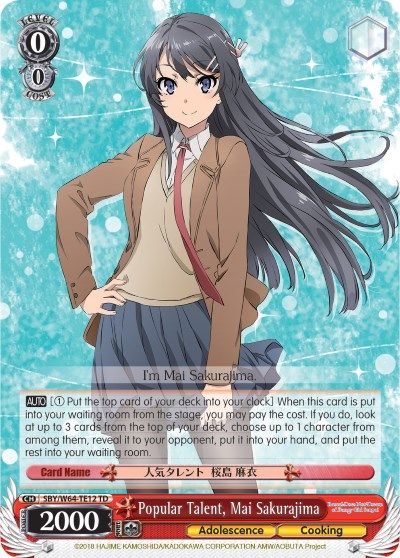 LEVEL
0
0
COST
I'm Mai Sakurajima.
AUTO [① Put the top card of your deck into your clock] When this card is
put into your waiting room from the stage, you may pay the cost. If you do, look
at up to 3 cards from the top of your deck, choose up to 1 character from
among them, reveal it to your opponent, put it into your hand, and put the
rest into your waiting room.
Card Name
人気タレント 桜島 麻衣
CH SBY/W64-TE12 TD
Popular Talent, Mai Sakurajima
POWER
2000
SOUL
Adolescence
Cooking
©2018 HAJIME KAMOSHIDA/KADOKAWA CORPORATION AMW/AOBUTA Project